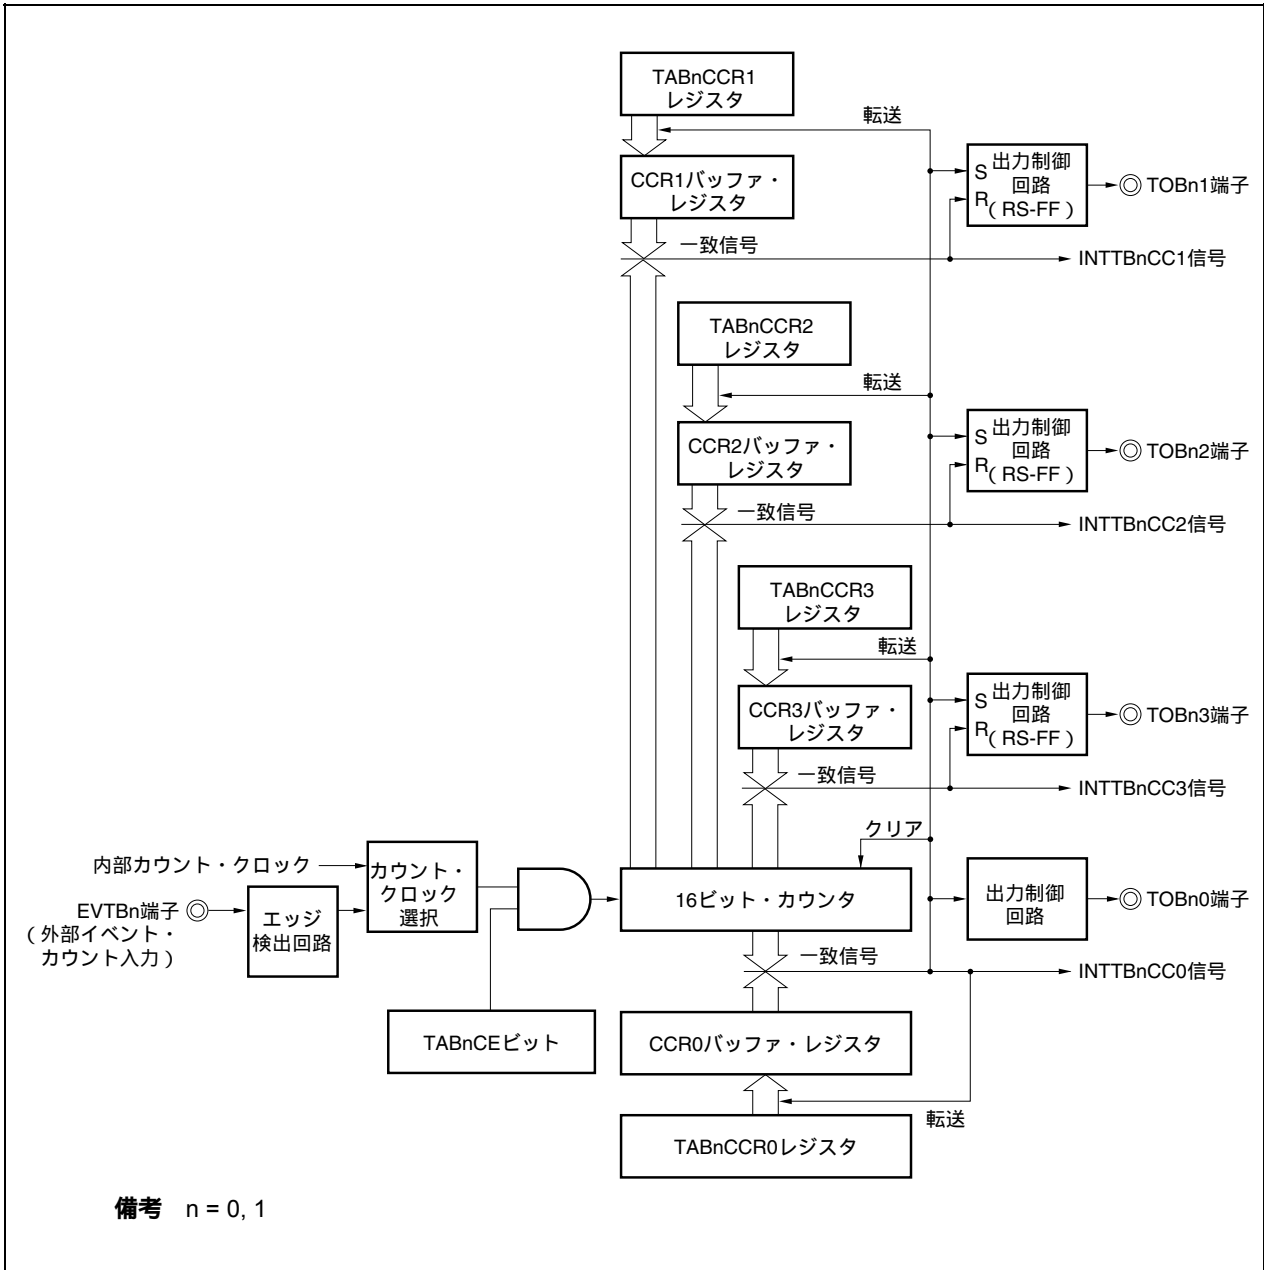 TABnCCR1
レジスタ
転送
CCR1バッファ・
レジスタ
S
R
出力制御
回路
( RS-FF )
TOBn1端子
一致信号
INTTBnCC1信号
TABnCCR2
レジスタ
転送
CCR2バッファ・
レジスタ
S
R
出力制御
回路
( RS-FF )
TOBn2端子
一致信号
INTTBnCC2信号
TABnCCR3
レジスタ
転送
CCR3バッファ・
レジスタ
S
R
出力制御
回路
( RS-FF )
TOBn3端子
一致信号
INTTBnCC3信号
クリア
内部カウント・クロック
EVTBn端子
( 外部イベント・
カウント入力 )
エッジ
検出回路
カウント・
クロック
選択
16ビット・カウンタ
出力制御
回路
TOBn0端子
一致信号
INTTBnCC0信号
TABnCEビット
CCR0バッファ・レジスタ
転送
TABnCCR0レジスタ
備考 n = 0, 1